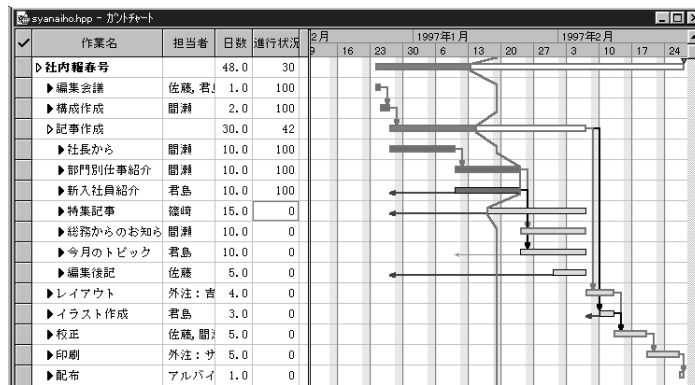 syanaiho.hpp - ガントチャート
✓ 作業名 担当者 日数 進行状況
2月 1997年1月 1997年2月
9 16 23 30 6 13 20 27 3 10 17 24
▷社内報春号 48.0 30
▶編集会議 佐藤,君 1.0 100
▶構成作成 間瀬 2.0 100
▷記事作成 30.0 42
▶社長から 間瀬 10.0 100
▶部門別仕事紹介 間瀬 10.0 100
▶新入社員紹介 君島 10.0 100
▶特集記事 篠崎 15.0 0
▶総務からのお知ら 間瀬 10.0 0
▶今月のトピック 君島 10.0 0
▶編集後記 佐藤 5.0 0
▶レイアウト 外注：吉 4.0 0
▶イラスト作成 君島 3.0 0
▶校正 佐藤,間 5.0 0
▶印刷 外注：サ 5.0 0
▶配布 アルバイ 1.0 0